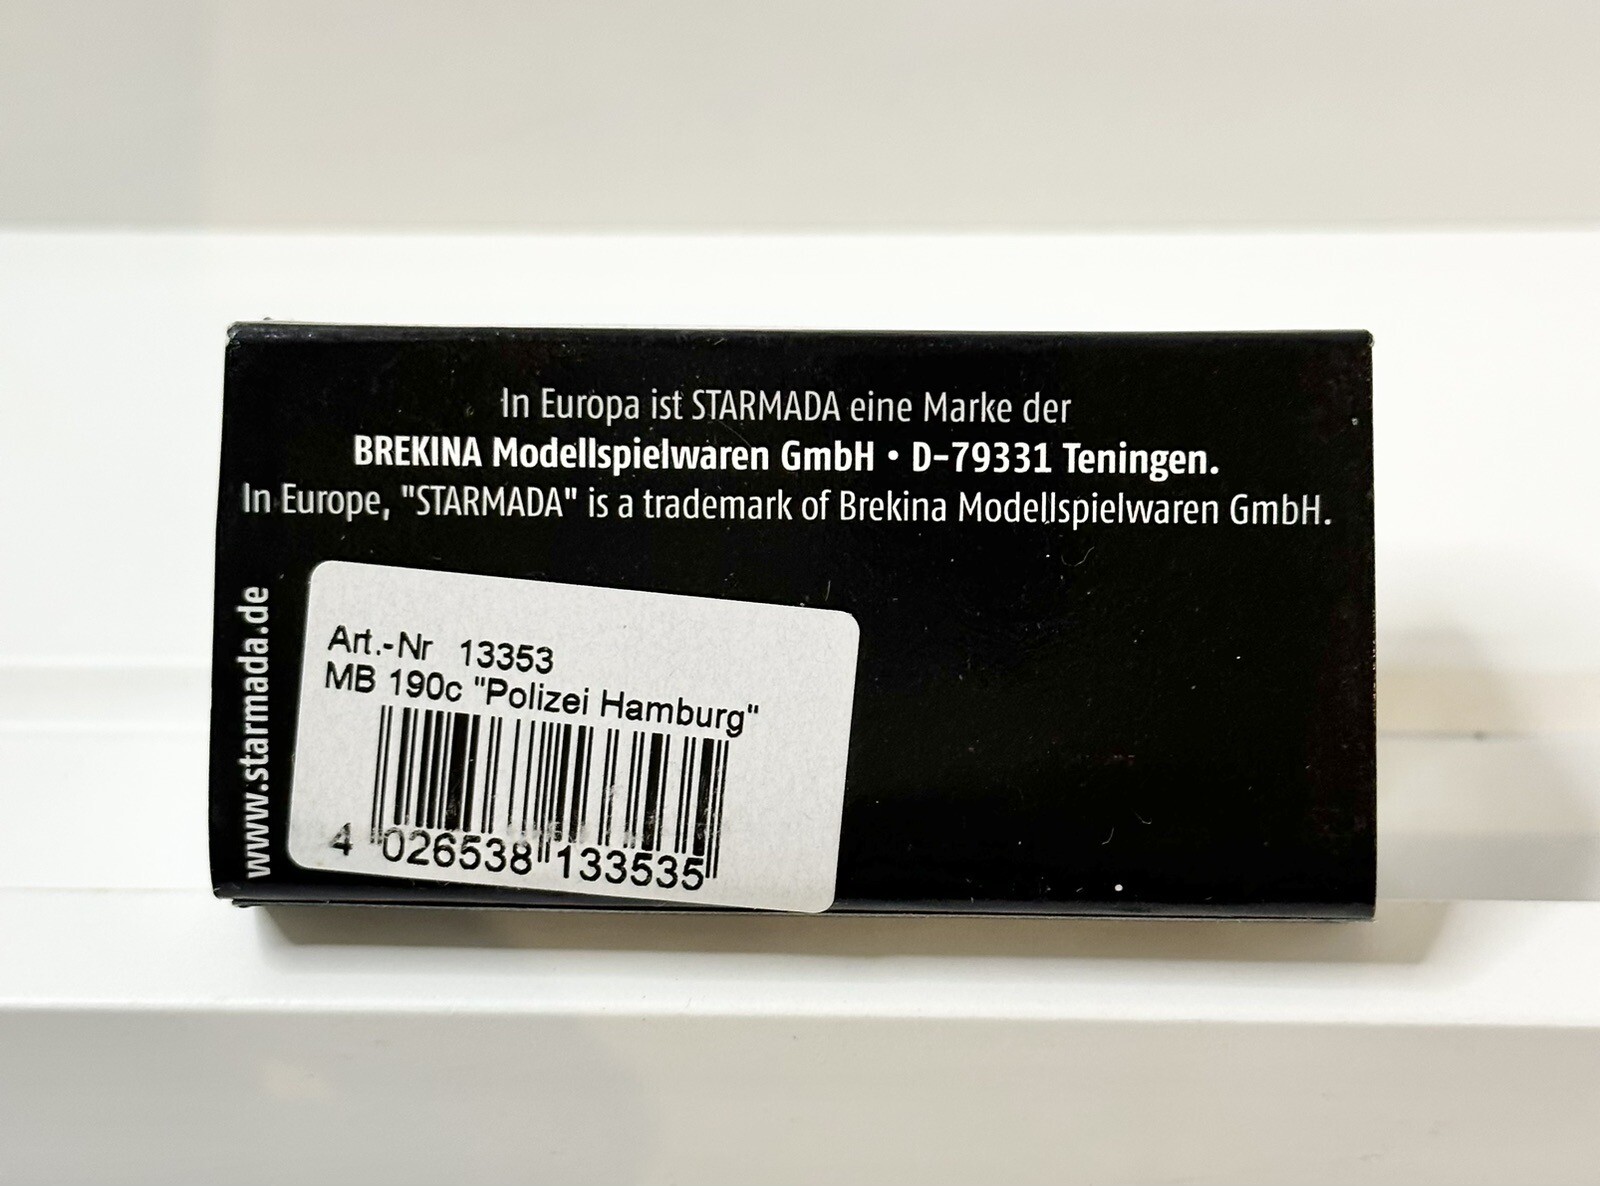 In Europa ist STARMADA eine Marke der
BREKINA Modellspielwaren GmbH • D-79331 Teningen.
In Europe, "STARMADA" is a trademark of Brekina Modellspielwaren GmbH.
www.starmada.de
Art.-Nr 13353
MB 190c "Polizei Hamburg"
4 026538 133535